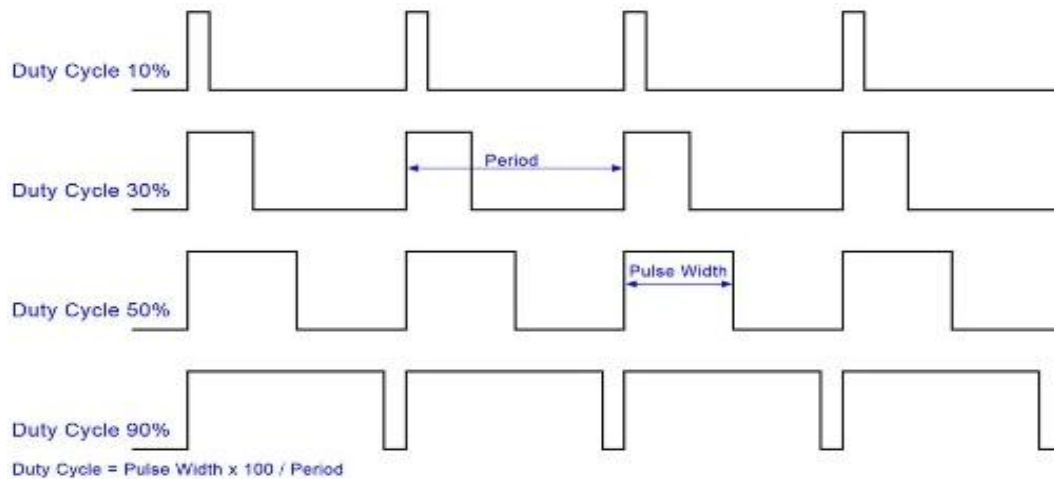 Duty Cycle 10%
Period
Duty Cycle 30%
Pulse Width
Duty Cycle 50%
Duty Cycle 90%
Duty Cycle = Pulse Width x 100 / Period